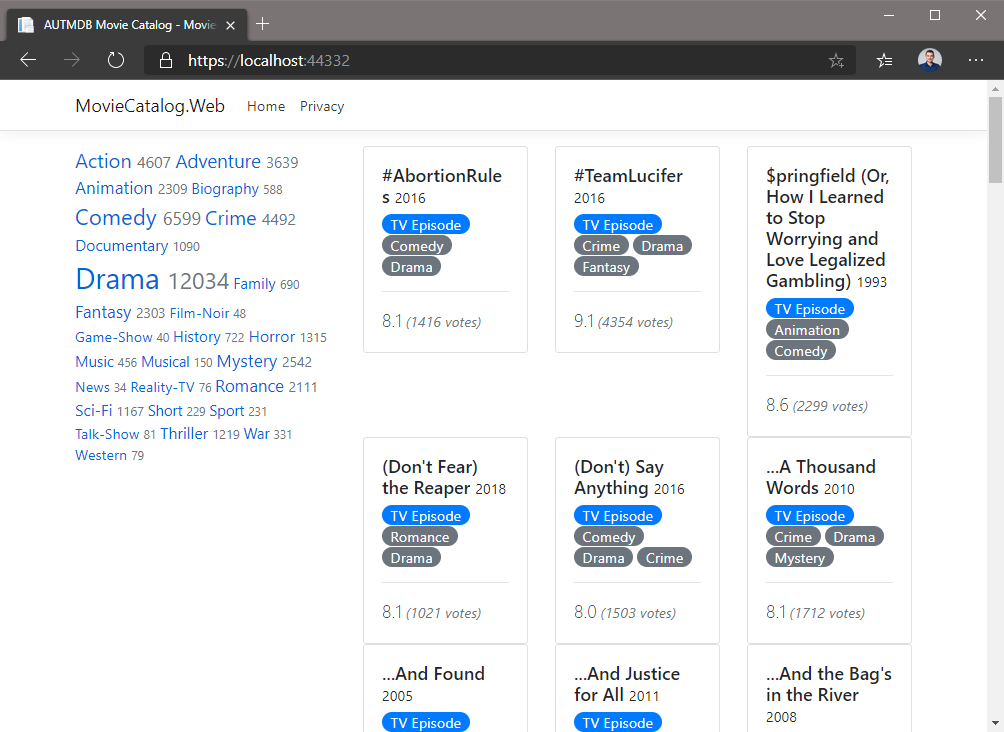 AUTMDB Movie Catalog - Movie
https://localhost:44332
MovieCatalog.Web Home Privacy
Action 4607 Adventure 3639
Animation 2309 Biography 588
Comedy 6599 Crime 4492
Documentary 1090
Drama 12034 Family 690
Fantasy 2303 Film-Noir 48
Game-Show 40 History 722 Horror 1315
Music 456 Musical 150 Mystery 2542
News 34 Reality-TV 76 Romance 2111
Sci-Fi 1167 Short 229 Sport 231
Talk-Show 81 Thriller 1219 War 331
Western 79
#AbortionRule
s 2016
TV Episode
Comedy
Drama
8.1 (1416 votes)
#TeamLucifer
2016
TV Episode
Crime Drama
Fantasy
9.1 (4354 votes)
$pringfield (Or,
How I Learned
to Stop
Worrying and
Love Legalized
Gambling) 1993
TV Episode
Animation
Comedy
8.6 (2299 votes)
(Don't Fear)
the Reaper 2018
TV Episode
Romance
Drama
8.1 (1021 votes)
(Don't) Say
Anything 2016
TV Episode
Comedy
Drama Crime
8.0 (1503 votes)
...A Thousand
Words 2010
TV Episode
Crime Drama
Mystery
8.1 (1712 votes)
...And Found
2005
TV Episode
...And Justice
for All 2011
TV Episode
...And the Bag's
in the River
2008